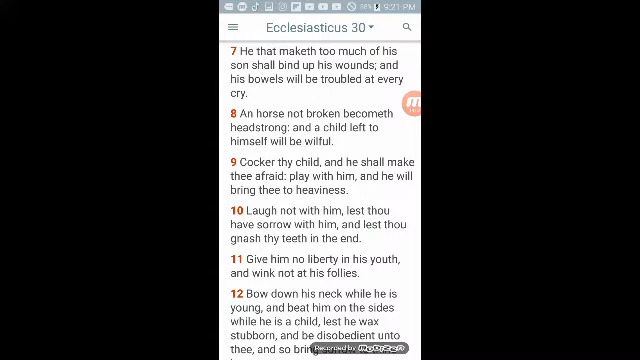 38% 9:21 PM
Ecclesiasticus 30
7 He that maketh too much of his
son shall bind up his wounds; and
his bowels will be troubled at every
cry.
8 An horse not broken becometh
headstrong: and a child left to
himself will be wilful.
9 Cocker thy child, and he shall make
thee afraid: play with him, and he will
bring thee to heaviness.
10 Laugh not with him, lest thou
have sorrow with him, and lest thou
gnash thy teeth in the end.
11 Give him no liberty in his youth,
and wink not at his follies.
12 Bow down his neck while he is
young, and beat him on the sides
while he is a child, lest he wax
stubborn, and be disobedient unto
thee, and so bring
Recorded by